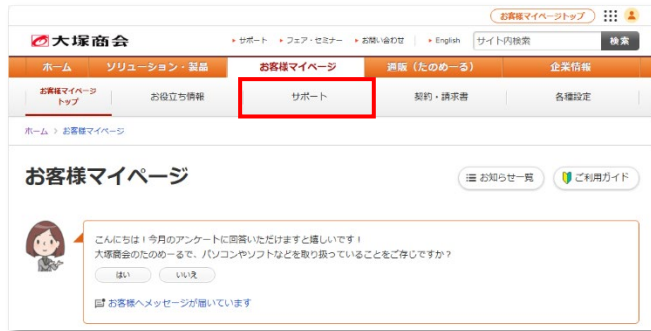 お客様マイページトップ
大塚商会
サポート フェア・セミナー お問い合わせ English サイト内検索 検索
ホーム ソリューション・製品 お客様マイページ 通販（たのめーる） 企業情報
お客様マイページ
トップ
お役立ち情報 サポート 契約・請求書 各種設定
ホーム > お客様マイページ
お客様マイページ
お知らせ一覧 ご利用ガイド
こんにちは！今月のアンケートに回答いただけますと嬉しいです！
大塚商会のたのめーるで、パソコンやソフトなどを取り扱っていることをご存じですか？
はい いいえ
お客様へメッセージが届いています